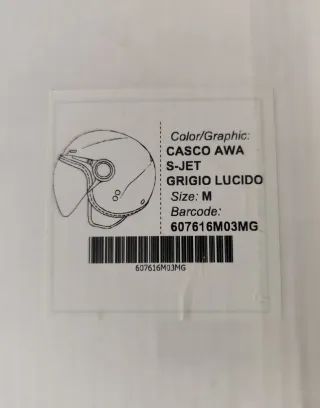 Color/Graphic:
CASCO AWA
S-JET
GRIGIO LUCIDO
Size: M
Barcode:
607616M03MG
607616M03MG